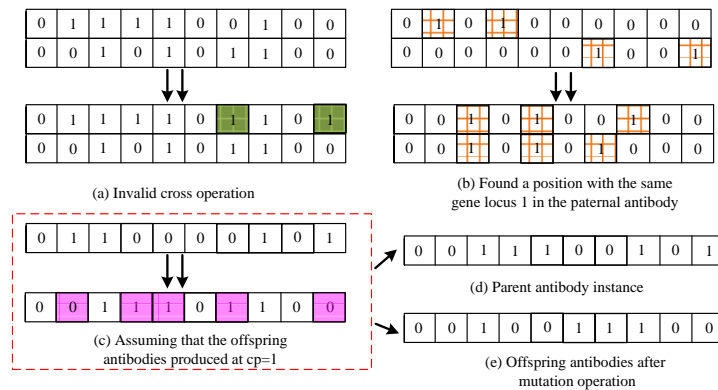 0 1 1 1 1 0 1 1 0 0
0 0 1 0 1 0 1 1 0 0
0 1 1 1 1 0 1 1 0 1
0 0 1 0 1 0 1 1 0 0
(a) Invalid cross operation
0 1 0 1 0 0 0 0 0 0
0 0 0 0 0 0 1 0 0 1
0 0 1 0 1 0 0 1 0 0
0 0 1 0 1 0 1 0 0 0
(b) Found a position with the same
gene locus 1 in the paternal antibody
0 1 1 0 0 0 0 1 0 1
0 0 1 1 1 0 1 1 0 0
(c) Assuming that the offspring
antibodies produced at cp=1
0 0 1 1 1 0 0 1 0 1
(d) Parent antibody instance
0 0 1 0 0 1 1 1 0 0
(e) Offspring antibodies after
mutation operation